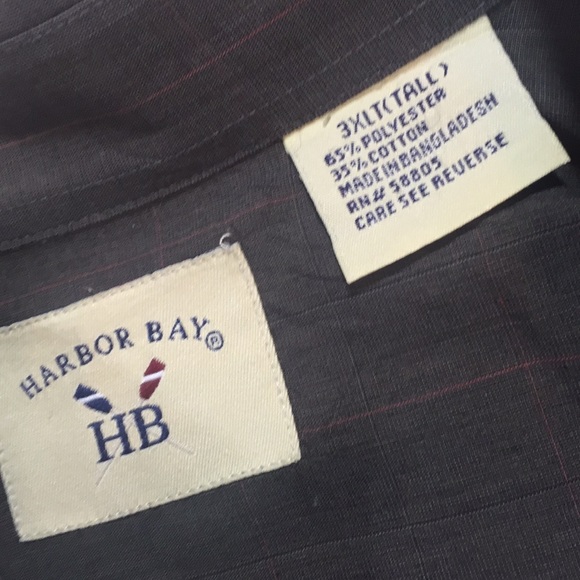 3XLT(TALL)
65% POLYESTER
35% COTTON
MADE IN BANGLADESH
RN# 58805
CARE SEE REVERSE
HARBOR BAY®
HB